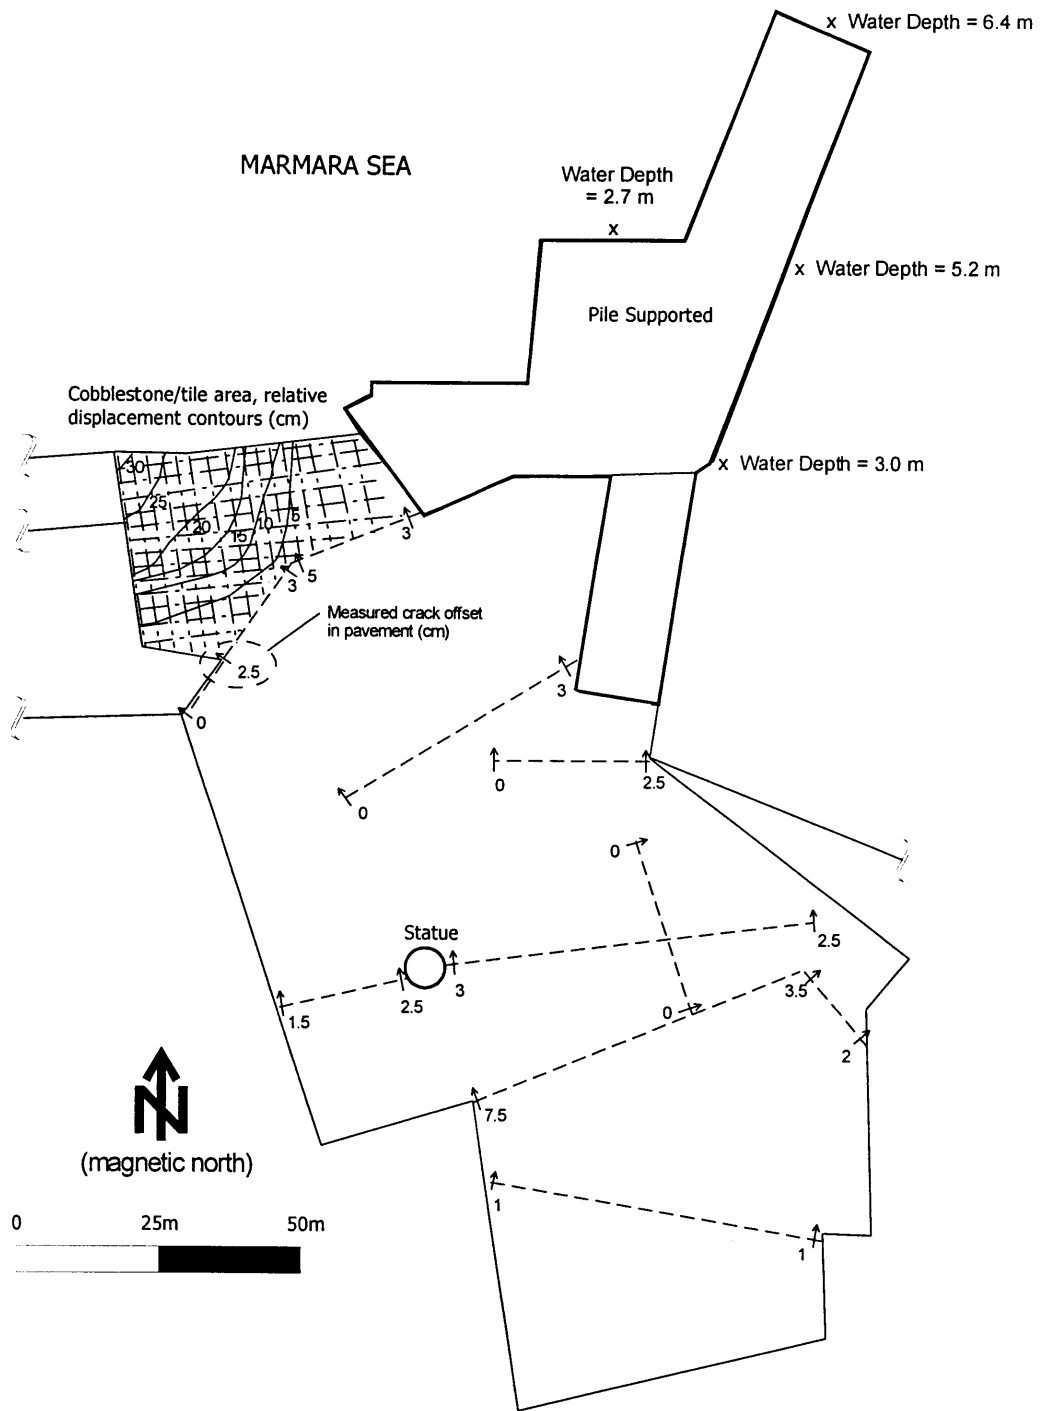 x Water Depth = 6.4 m
MARMARA SEA
Water Depth
= 2.7 m
x
x Water Depth = 5.2 m
Pile Supported
Cobblestone/tile area, relative
displacement contours (cm)
x Water Depth = 3.0 m
30
25
20
15
10
5
3
3
5
Measured crack offset
in pavement (cm)
2.5
0
3
0
0
2.5
0
Statue
2.5
2.5
3
1.5
3.5
0
2
7.5
N
(magnetic north)
1
1
0
25m
50m